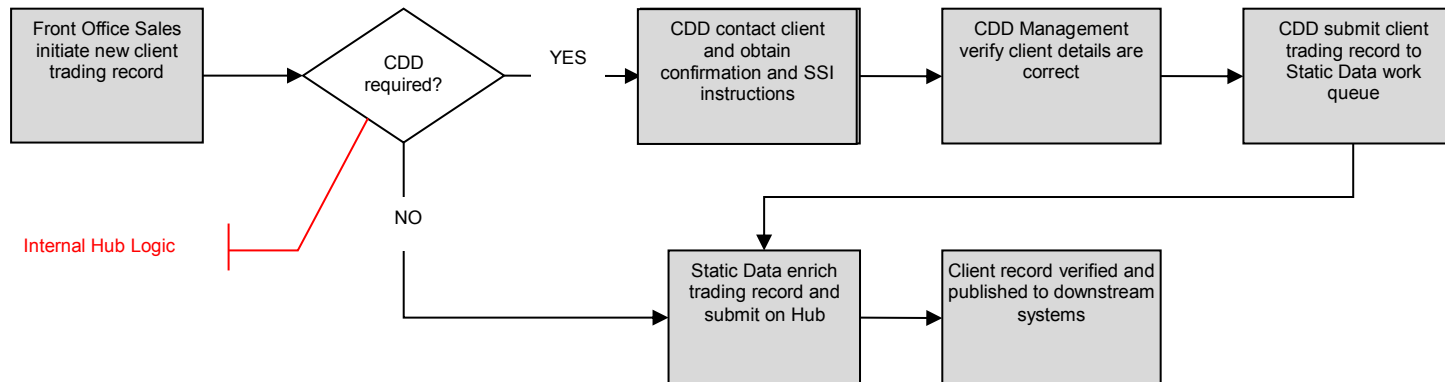 Front Office Sales
initiate new client
trading record
CDD
required?
YES
CDD contact client
and obtain
confirmation and SSI
instructions
CDD Management
verify client details are
correct
CDD submit client
trading record to
Static Data work
queue
NO
Internal Hub Logic
Static Data enrich
trading record and
submit on Hub
Client record verified and
published to downstream
systems